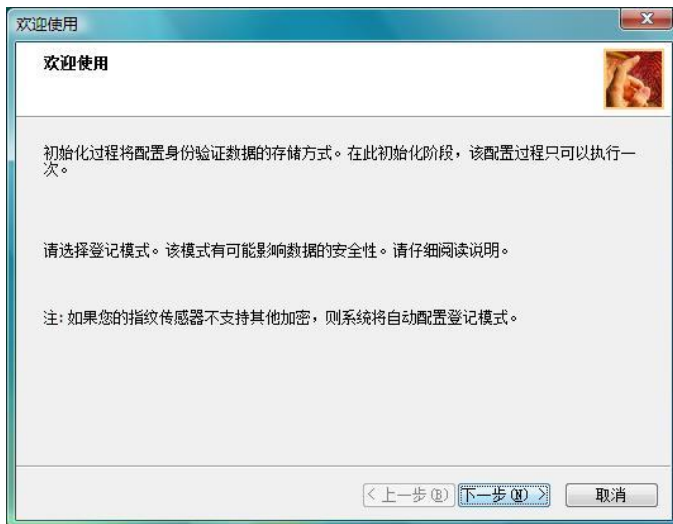 欢迎使用
欢迎使用
初始化过程将配置身份验证数据的存储方式。在此初始化阶段，该配置过程只可以执行一
次。
请选择登记模式。该模式有可能影响数据的安全性。请仔细阅读说明。
注: 如果您的指纹传感器不支持其他加密，则系统将自动配置登记模式。
< 上一步(B) 下一步(N) > 取消